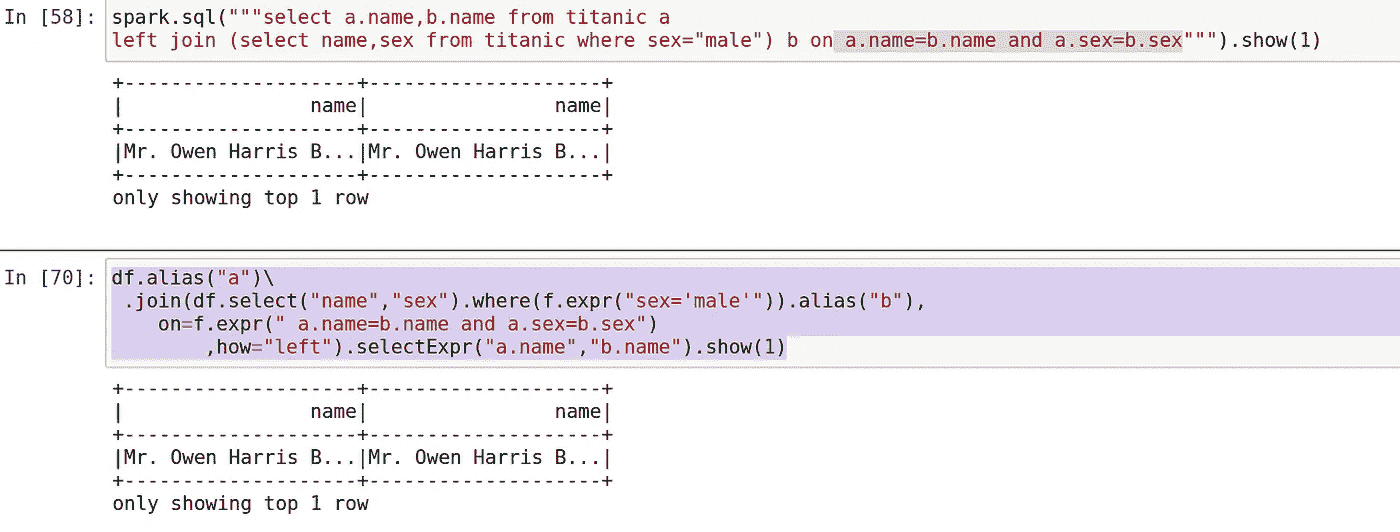 In [58]: spark.sql("""select a.name,b.name from titanic a
left join (select name,sex from titanic where sex="male") b on a.name=b.name and a.sex=b.sex""").show(1)
+--------------------+--------------------+
|                name|                name|
+--------------------+--------------------+
|Mr. Owen Harris B...|Mr. Owen Harris B...|
+--------------------+--------------------+
only showing top 1 row
In [70]: df.alias("a")\
 .join(df.select("name","sex").where(f.expr("sex='male'")).alias("b"),
    on=f.expr(" a.name=b.name and a.sex=b.sex")
        ,how="left").selectExpr("a.name","b.name").show(1)
+--------------------+--------------------+
|                name|                name|
+--------------------+--------------------+
|Mr. Owen Harris B...|Mr. Owen Harris B...|
+--------------------+--------------------+
only showing top 1 row